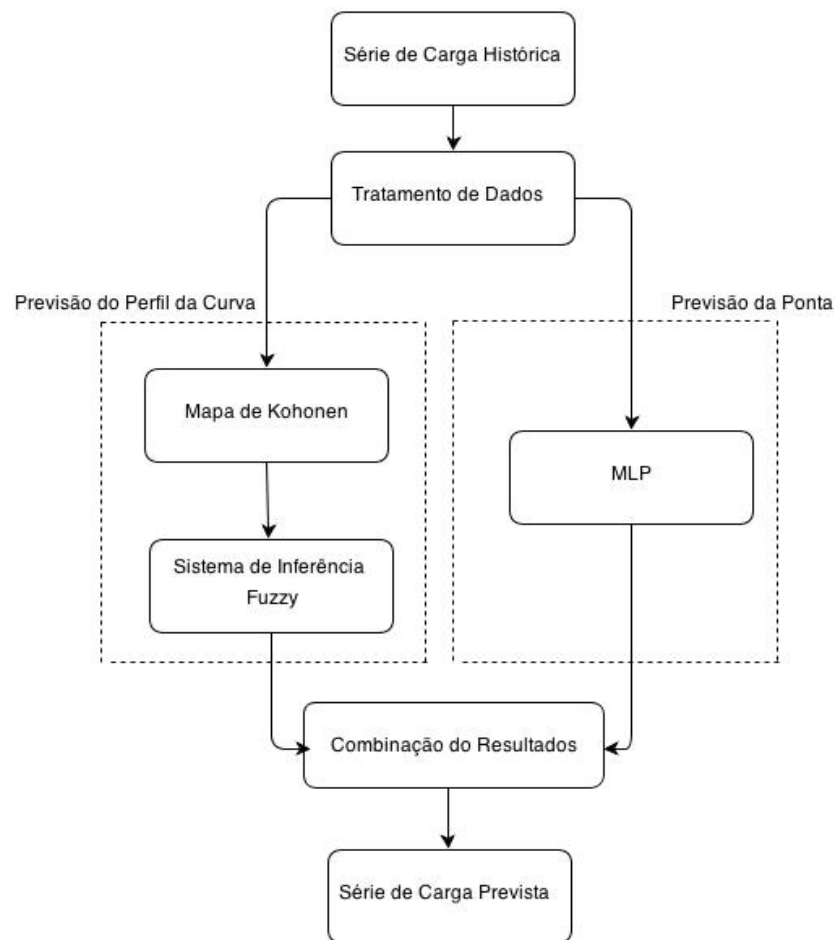 Série de Carga Histórica
Tratamento de Dados
Previsão do Perfil da Curva
Previsão da Ponta
Mapa de Kohonen
MLP
Sistema de Inferência
Fuzzy
Combinação do Resultados
Série de Carga Prevista